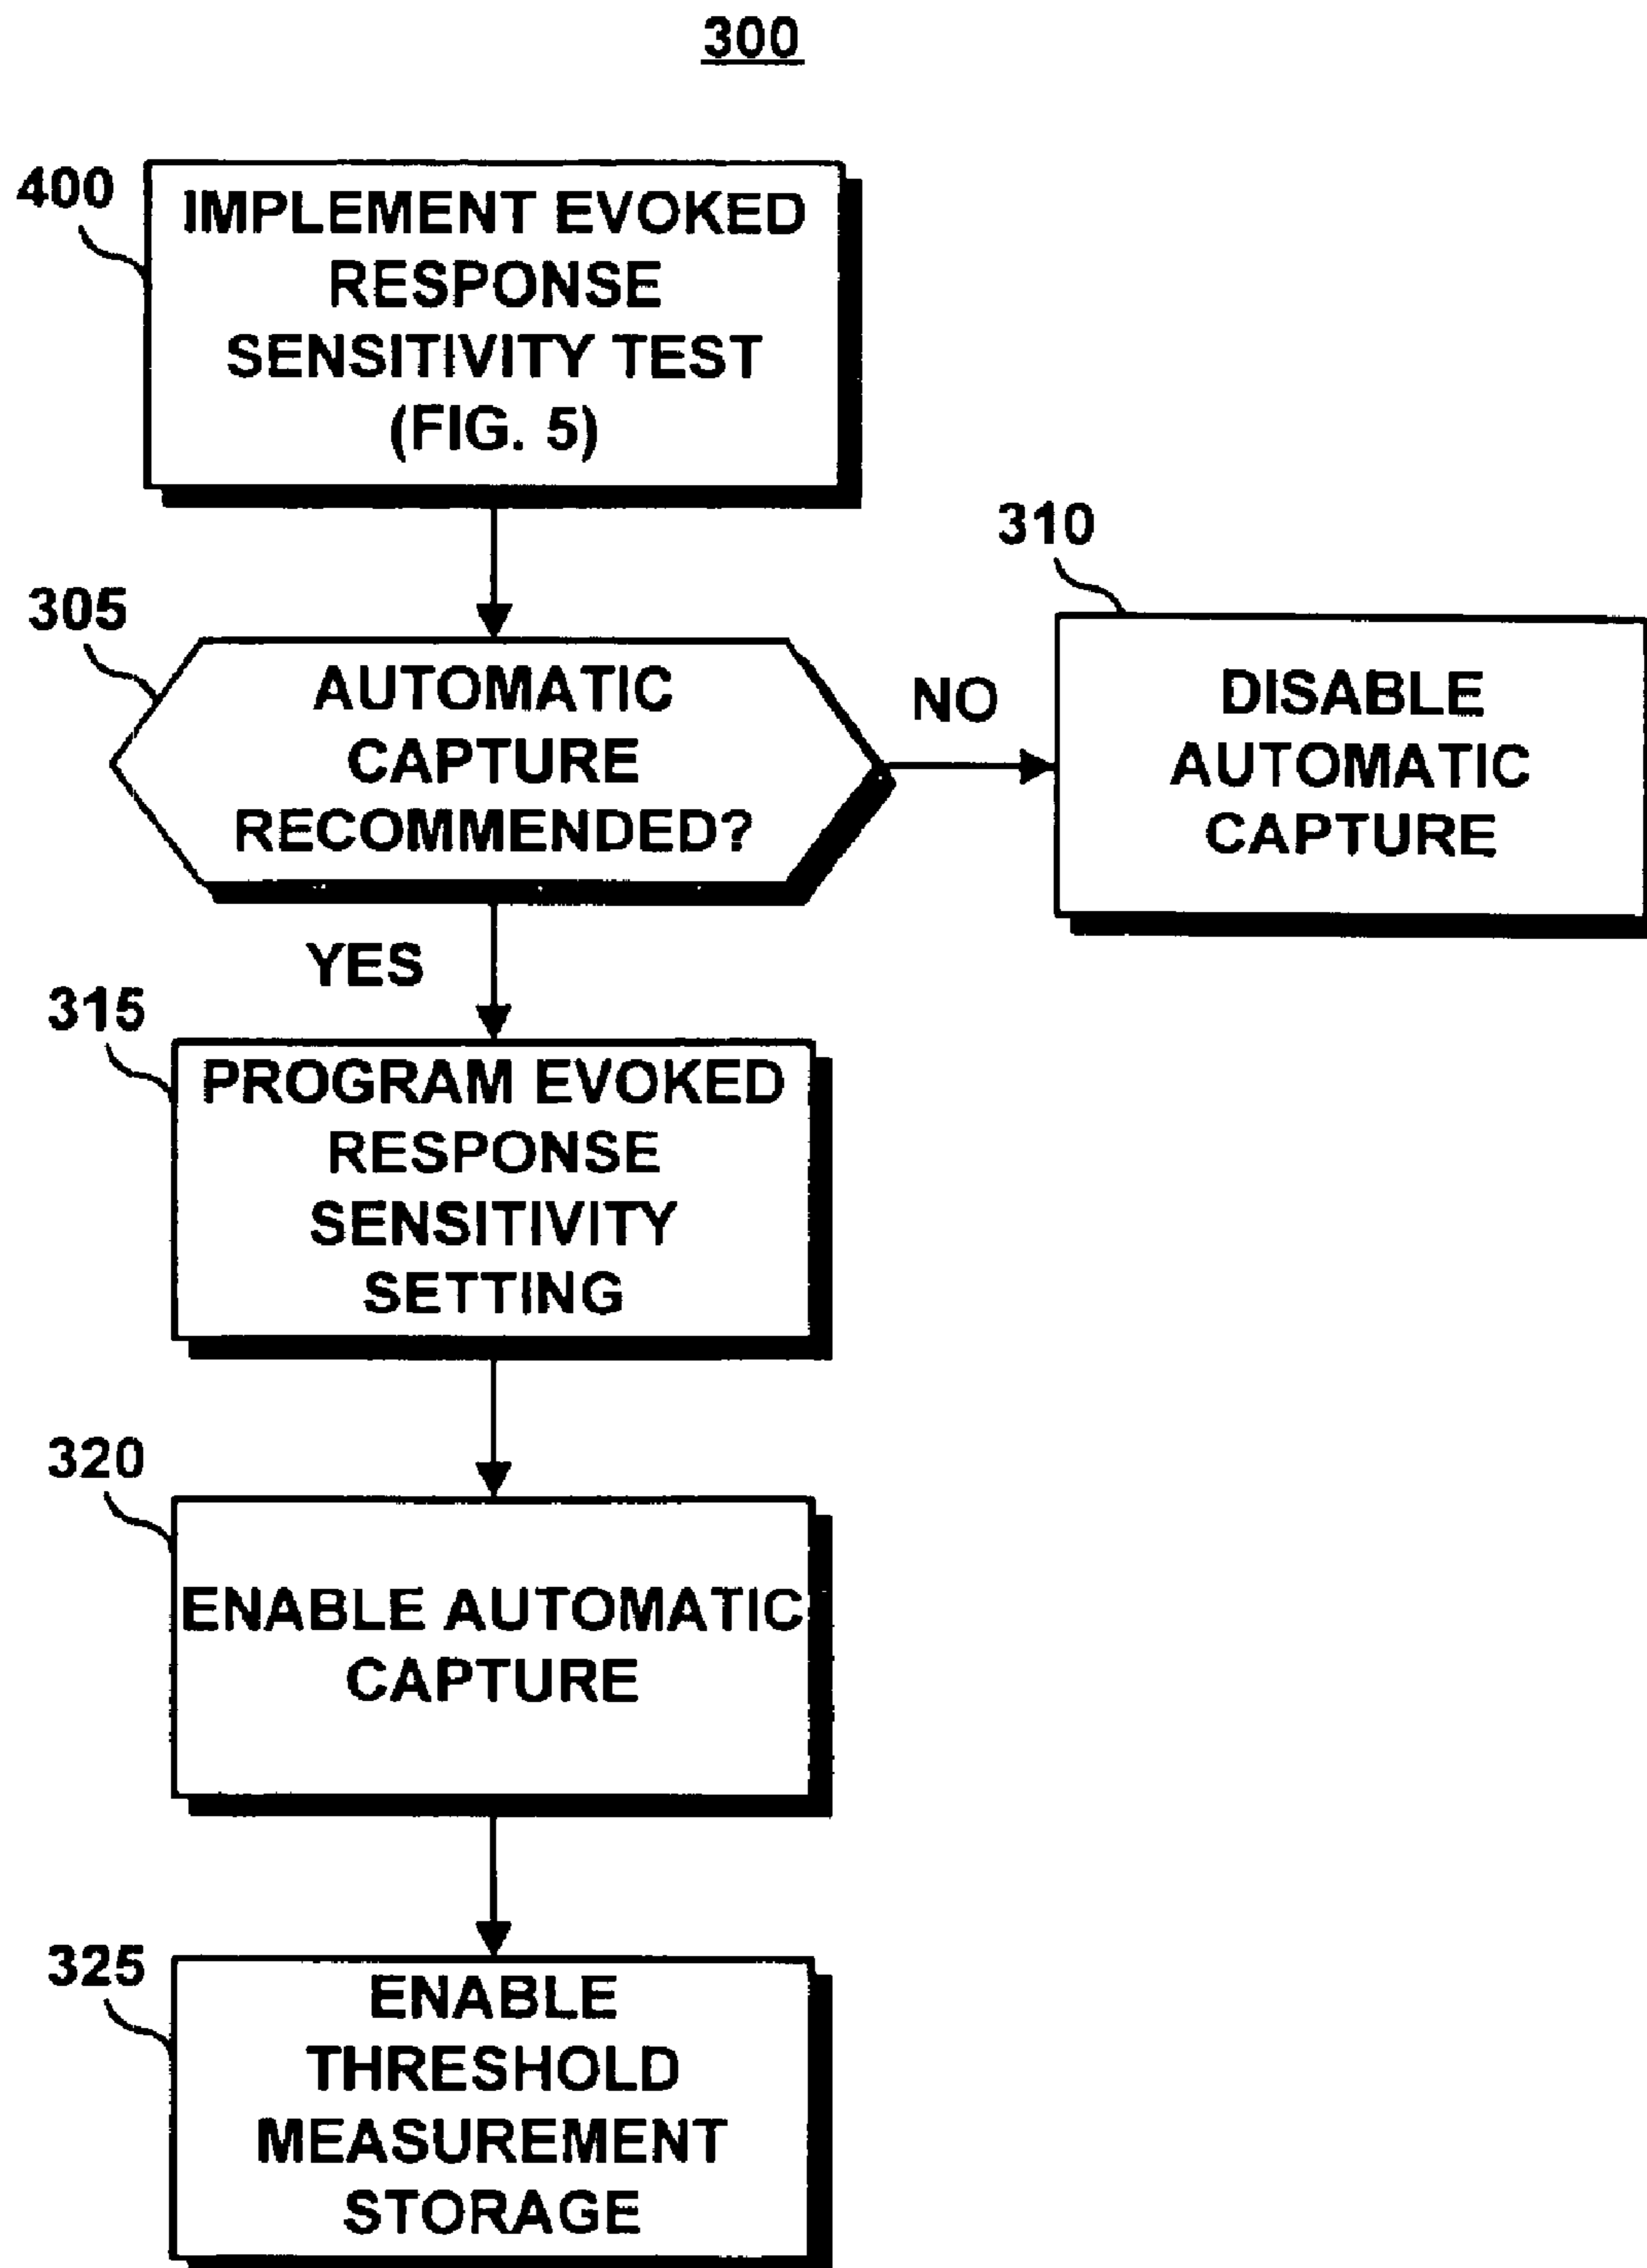 300
400
IMPLEMENT EVOKED
RESPONSE
SENSITIVITY TEST
(FIG. 5)
305
AUTOMATIC
CAPTURE
RECOMMENDED?
NO
310
DISABLE
AUTOMATIC
CAPTURE
YES
315
PROGRAM EVOKED
RESPONSE
SENSITIVITY
SETTING
320
ENABLE AUTOMATIC
CAPTURE
325
ENABLE
THRESHOLD
MEASUREMENT
STORAGE